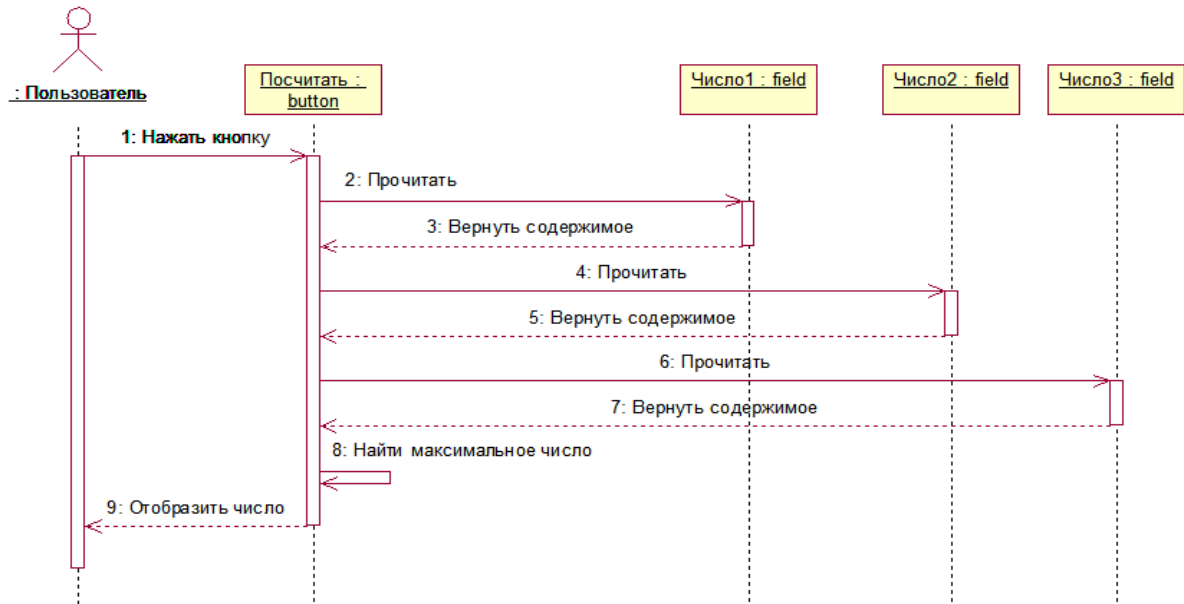 : Пользователь
Посчитать :
button
Число1 : field
Число2 : field
Число3 : field
1: Нажать кнопку
2: Прочитать
3: Вернуть содержимое
4: Прочитать
5: Вернуть содержимое
6: Прочитать
7: Вернуть содержимое
8: Найти максимальное число
9: Отобразить число